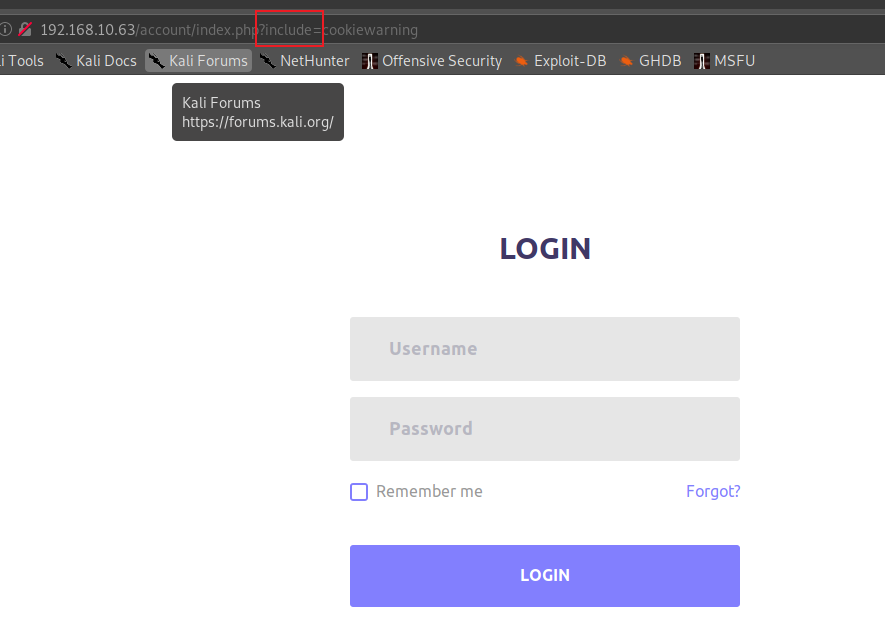 192.168.10.63/account/index.php?include=cookiewarning
i Tools Kali Docs Kali Forums NetHunter Offensive Security Exploit-DB GHDB MSFU
Kali Forums
https://forums.kali.org/
LOGIN
Username
Password
Remember me Forgot?
LOGIN